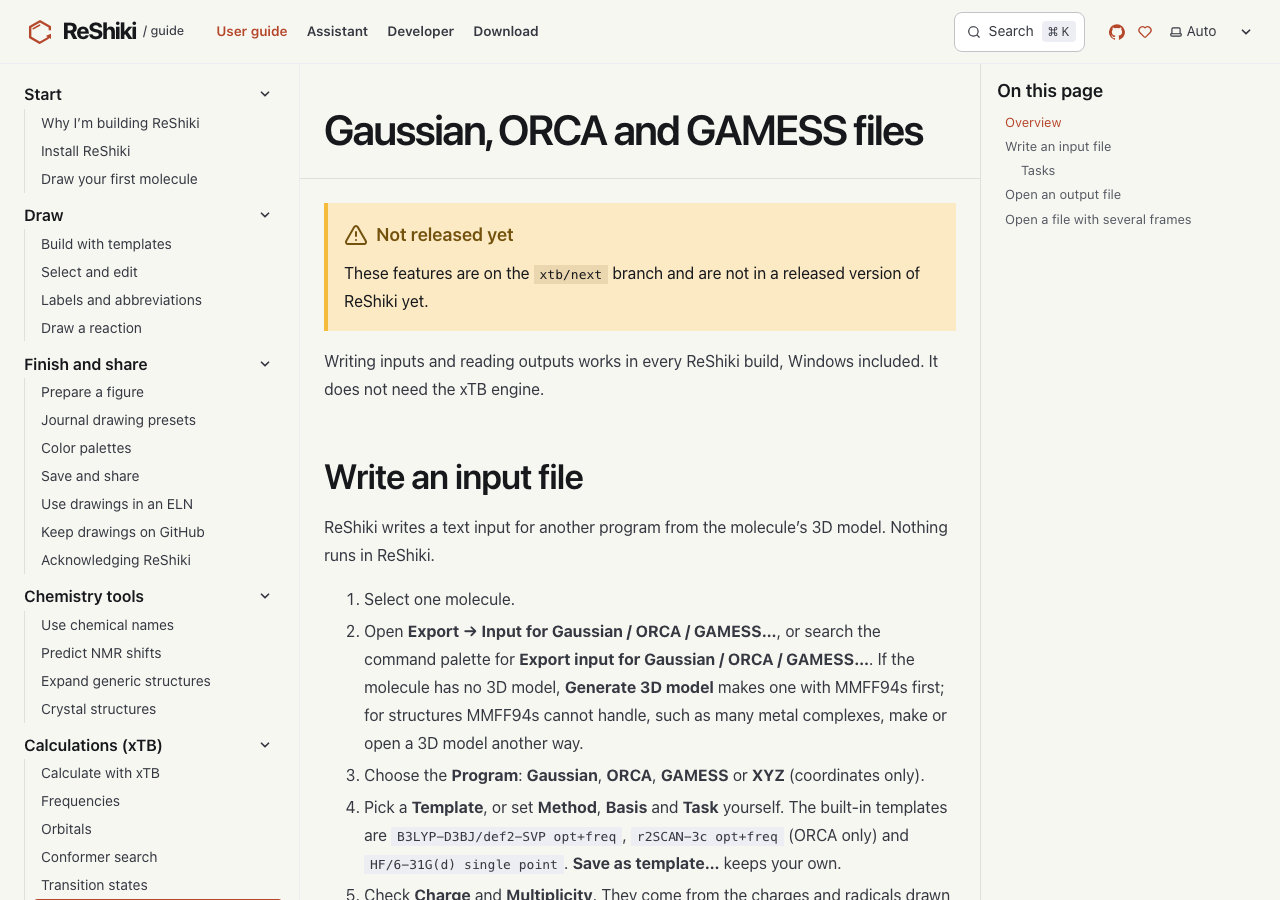 ReShiki / guide
User guide
Assistant
Developer
Download
Search ⌘ K
Auto
Start
Why I’m building ReShiki
Install ReShiki
Draw your first molecule
Draw
Build with templates
Select and edit
Labels and abbreviations
Draw a reaction
Finish and share
Prepare a figure
Journal drawing presets
Color palettes
Save and share
Use drawings in an ELN
Keep drawings on GitHub
Acknowledging ReShiki
Chemistry tools
Use chemical names
Predict NMR shifts
Expand generic structures
Crystal structures
Calculations (xTB)
Calculate with xTB
Frequencies
Orbitals
Conformer search
Transition states
Gaussian, ORCA and GAMESS files
Not released yet
These features are on the xtb/next branch and are not in a released version of
ReShiki yet.
Writing inputs and reading outputs works in every ReShiki build, Windows included. It
does not need the xTB engine.
Write an input file
ReShiki writes a text input for another program from the molecule’s 3D model. Nothing
runs in ReShiki.
1. Select one molecule.
2. Open Export → Input for Gaussian / ORCA / GAMESS…, or search the
command palette for Export input for Gaussian / ORCA / GAMESS…. If the
molecule has no 3D model, Generate 3D model makes one with MMFF94s first;
for structures MMFF94s cannot handle, such as many metal complexes, make or
open a 3D model another way.
3. Choose the Program: Gaussian, ORCA, GAMESS or XYZ (coordinates only).
4. Pick a Template, or set Method, Basis and Task yourself. The built-in templates
are B3LYP-D3BJ/def2-SVP opt+freq, r2SCAN-3c opt+freq (ORCA only) and
HF/6-31G(d) single point. Save as template… keeps your own.
5. Check Charge and Multiplicity. They come from the charges and radicals drawn
On this page
Overview
Write an input file
Tasks
Open an output file
Open a file with several frames